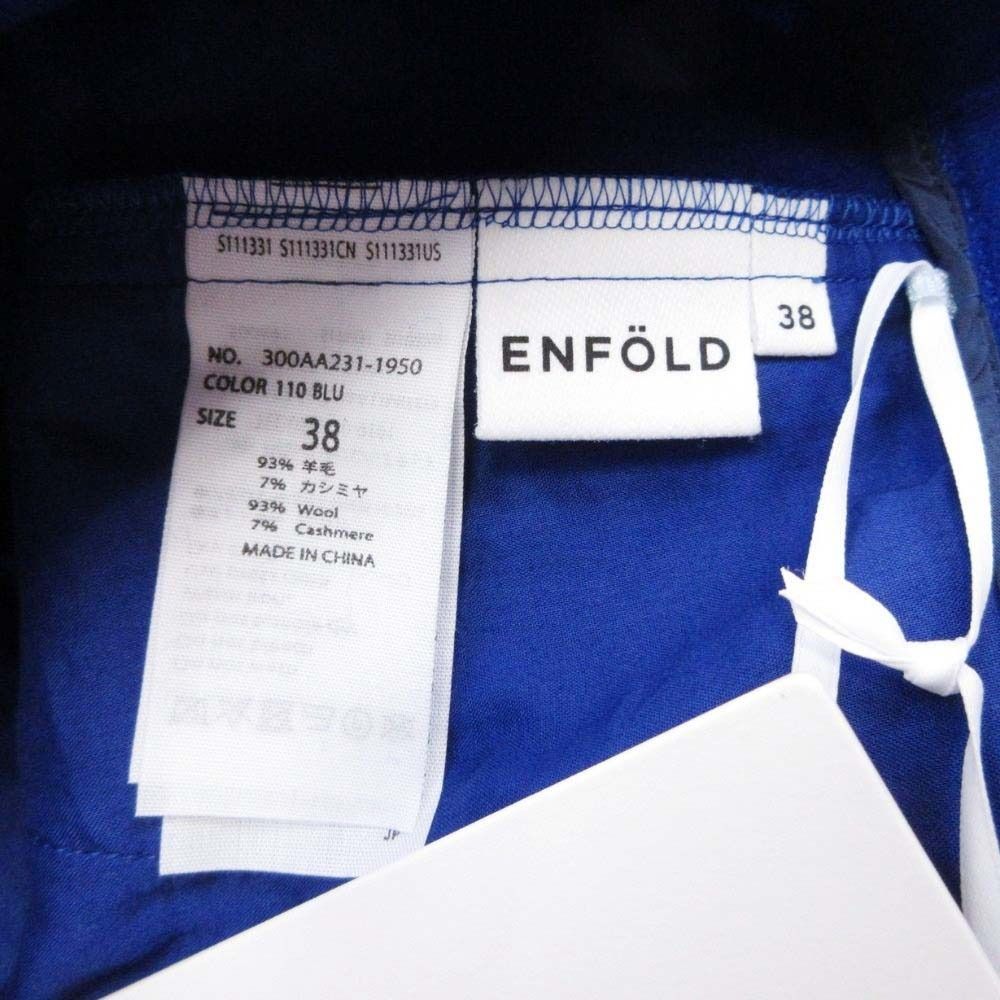 S111331 S111331CN S111331US
NO. 300AA231-1950
COLOR 110 BLU
SIZE 38
93% 羊毛
7% カシミヤ
93% Wool
7% Cashmere
MADE IN CHINA
JP
ENFÖLD
38